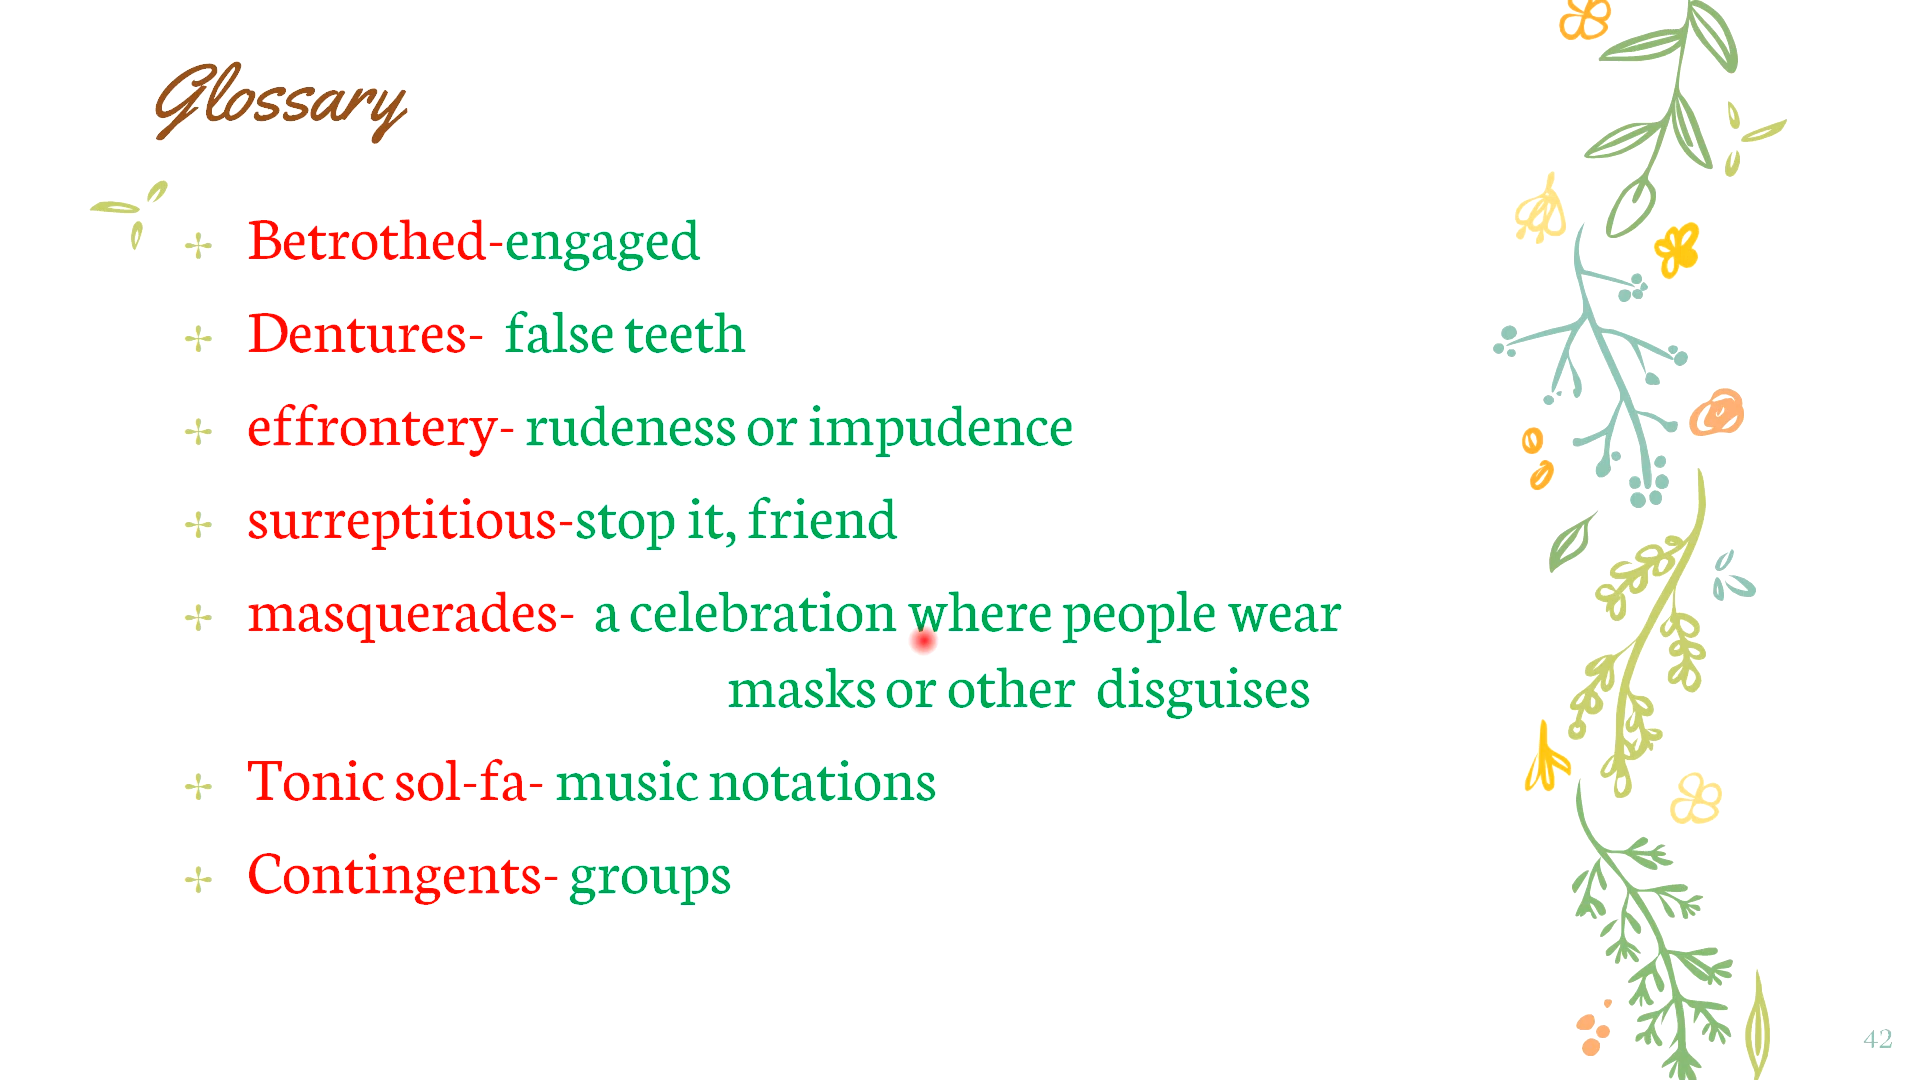 Glossary
Betrothed-engaged
Dentures- false teeth
effrontery- rudeness or impudence
surreptitious-stop it, friend
masquerades- a celebration where people wear
masks or other disguises
Tonic sol-fa- music notations
Contingents- groups
42